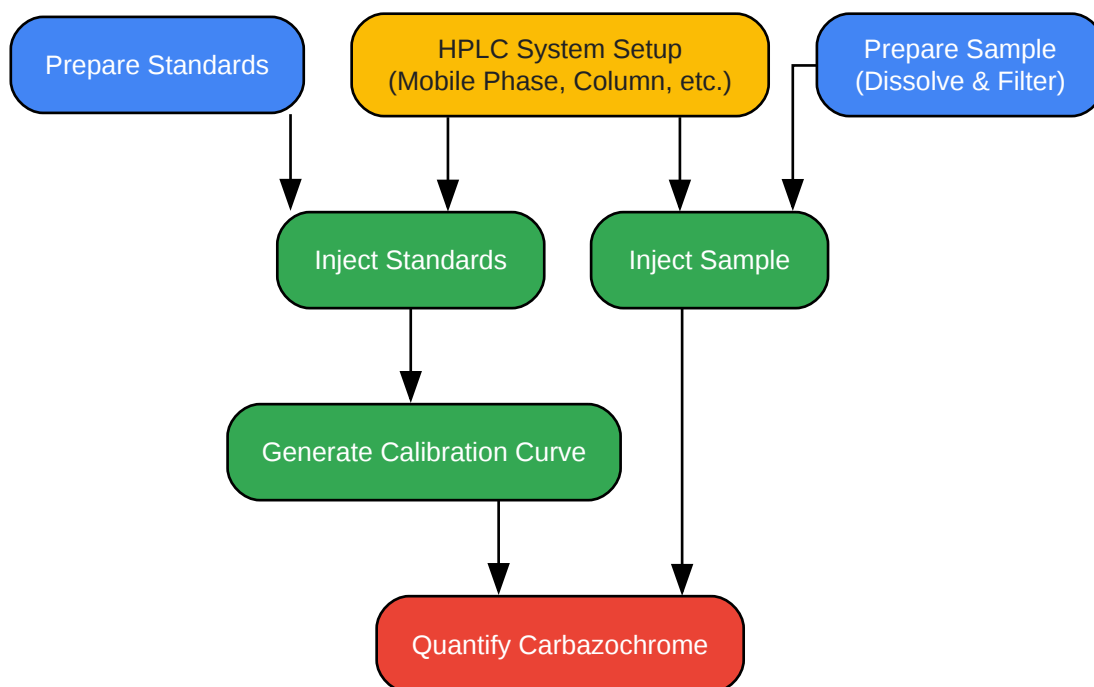 Prepare Standards
HPLC System Setup
(Mobile Phase, Column, etc.)
Prepare Sample
(Dissolve & Filter)
Inject Standards
Inject Sample
Generate Calibration Curve
Quantify Carbazochrome